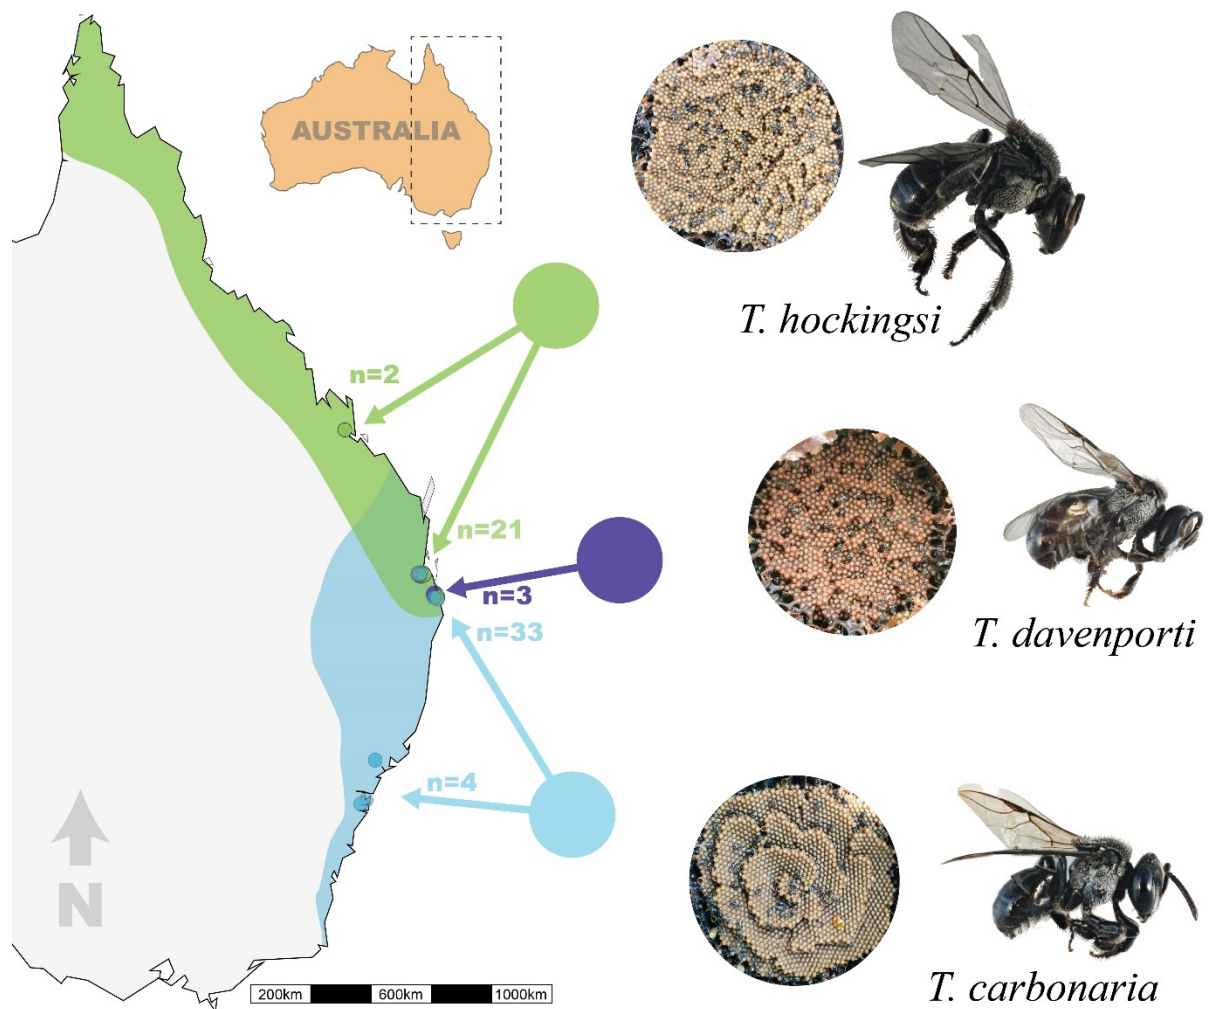 AUSTRALIA
T. hockingsi
n=2
n=21
n=3
n=33
T. davenporti
n=4
N
T. carbonaria
200km 600km 1000km